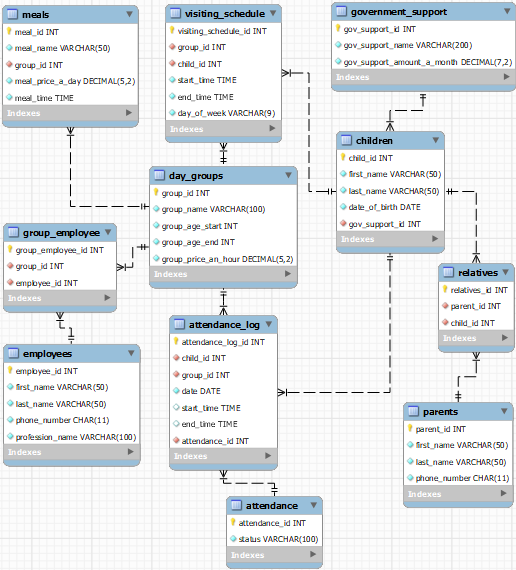 meals
meal_id INT
meal_name VARCHAR(50)
group_id INT
meal_price_a_day DECIMAL(5,2)
meal_time TIME
Indexes
visiting_schedule
visiting_schedule_id INT
group_id INT
child_id INT
start_time TIME
end_time TIME
day_of_week VARCHAR(9)
Indexes
government_support
gov_support_id INT
gov_support_name VARCHAR(200)
gov_support_amount_a_month DECIMAL(7,2)
Indexes
children
child_id INT
first_name VARCHAR(50)
last_name VARCHAR(50)
date_of_birth DATE
gov_support_id INT
Indexes
day_groups
group_id INT
group_name VARCHAR(100)
group_age_start INT
group_age_end INT
group_price_an_hour DECIMAL(5,2)
Indexes
group_employee
group_employee_id INT
group_id INT
employee_id INT
Indexes
relatives
relatives_id INT
parent_id INT
child_id INT
Indexes
attendance_log
attendance_log_id INT
child_id INT
group_id INT
date DATE
start_time TIME
end_time TIME
attendance_id INT
Indexes
employees
employee_id INT
first_name VARCHAR(50)
last_name VARCHAR(50)
phone_number CHAR(11)
profession_name VARCHAR(100)
Indexes
parents
parent_id INT
first_name VARCHAR(50)
last_name VARCHAR(50)
phone_number CHAR(11)
Indexes
attendance
attendance_id INT
status VARCHAR(100)
Indexes